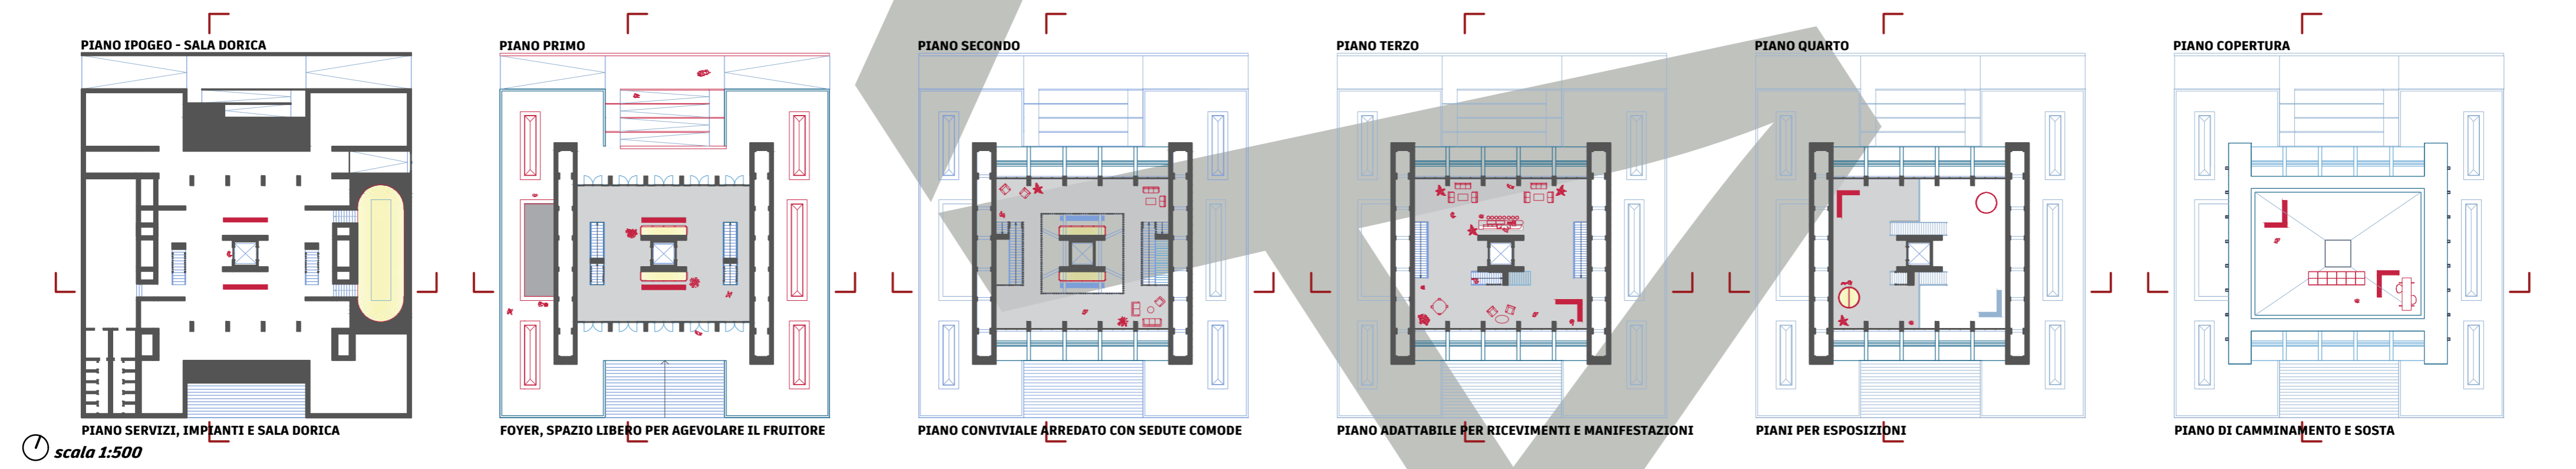 PIANO IPOGEO - SALA DORICA
PIANO PRIMO
PIANO SECONDO
PIANO TERZO
PIANO QUARTO
PIANO COPERTURA
PIANO SERVIZI, IMPIANTI E SALA DORICA
FOYER, SPAZIO LIBERO PER AGEVOLARE IL FRUITORE
PIANO CONVIVIALE ARREDATO CON SEDUTE COMODE
PIANO ADATTABILE PER RICEVIMENTI E MANIFESTAZIONI
PIANI PER ESPOSIZIONI
PIANO DI CAMMINAMENTO E SOSTA
scala 1:500